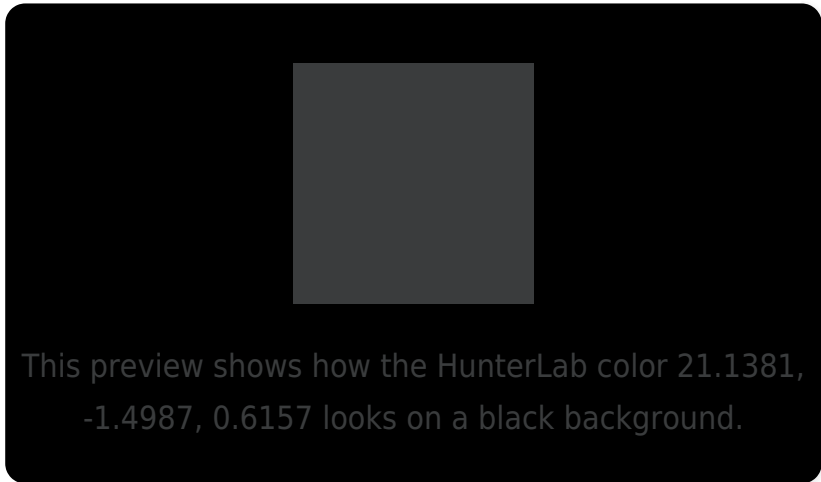 This preview shows how the HunterLab color 21.1381,
-1.4987, 0.6157 looks on a black background.